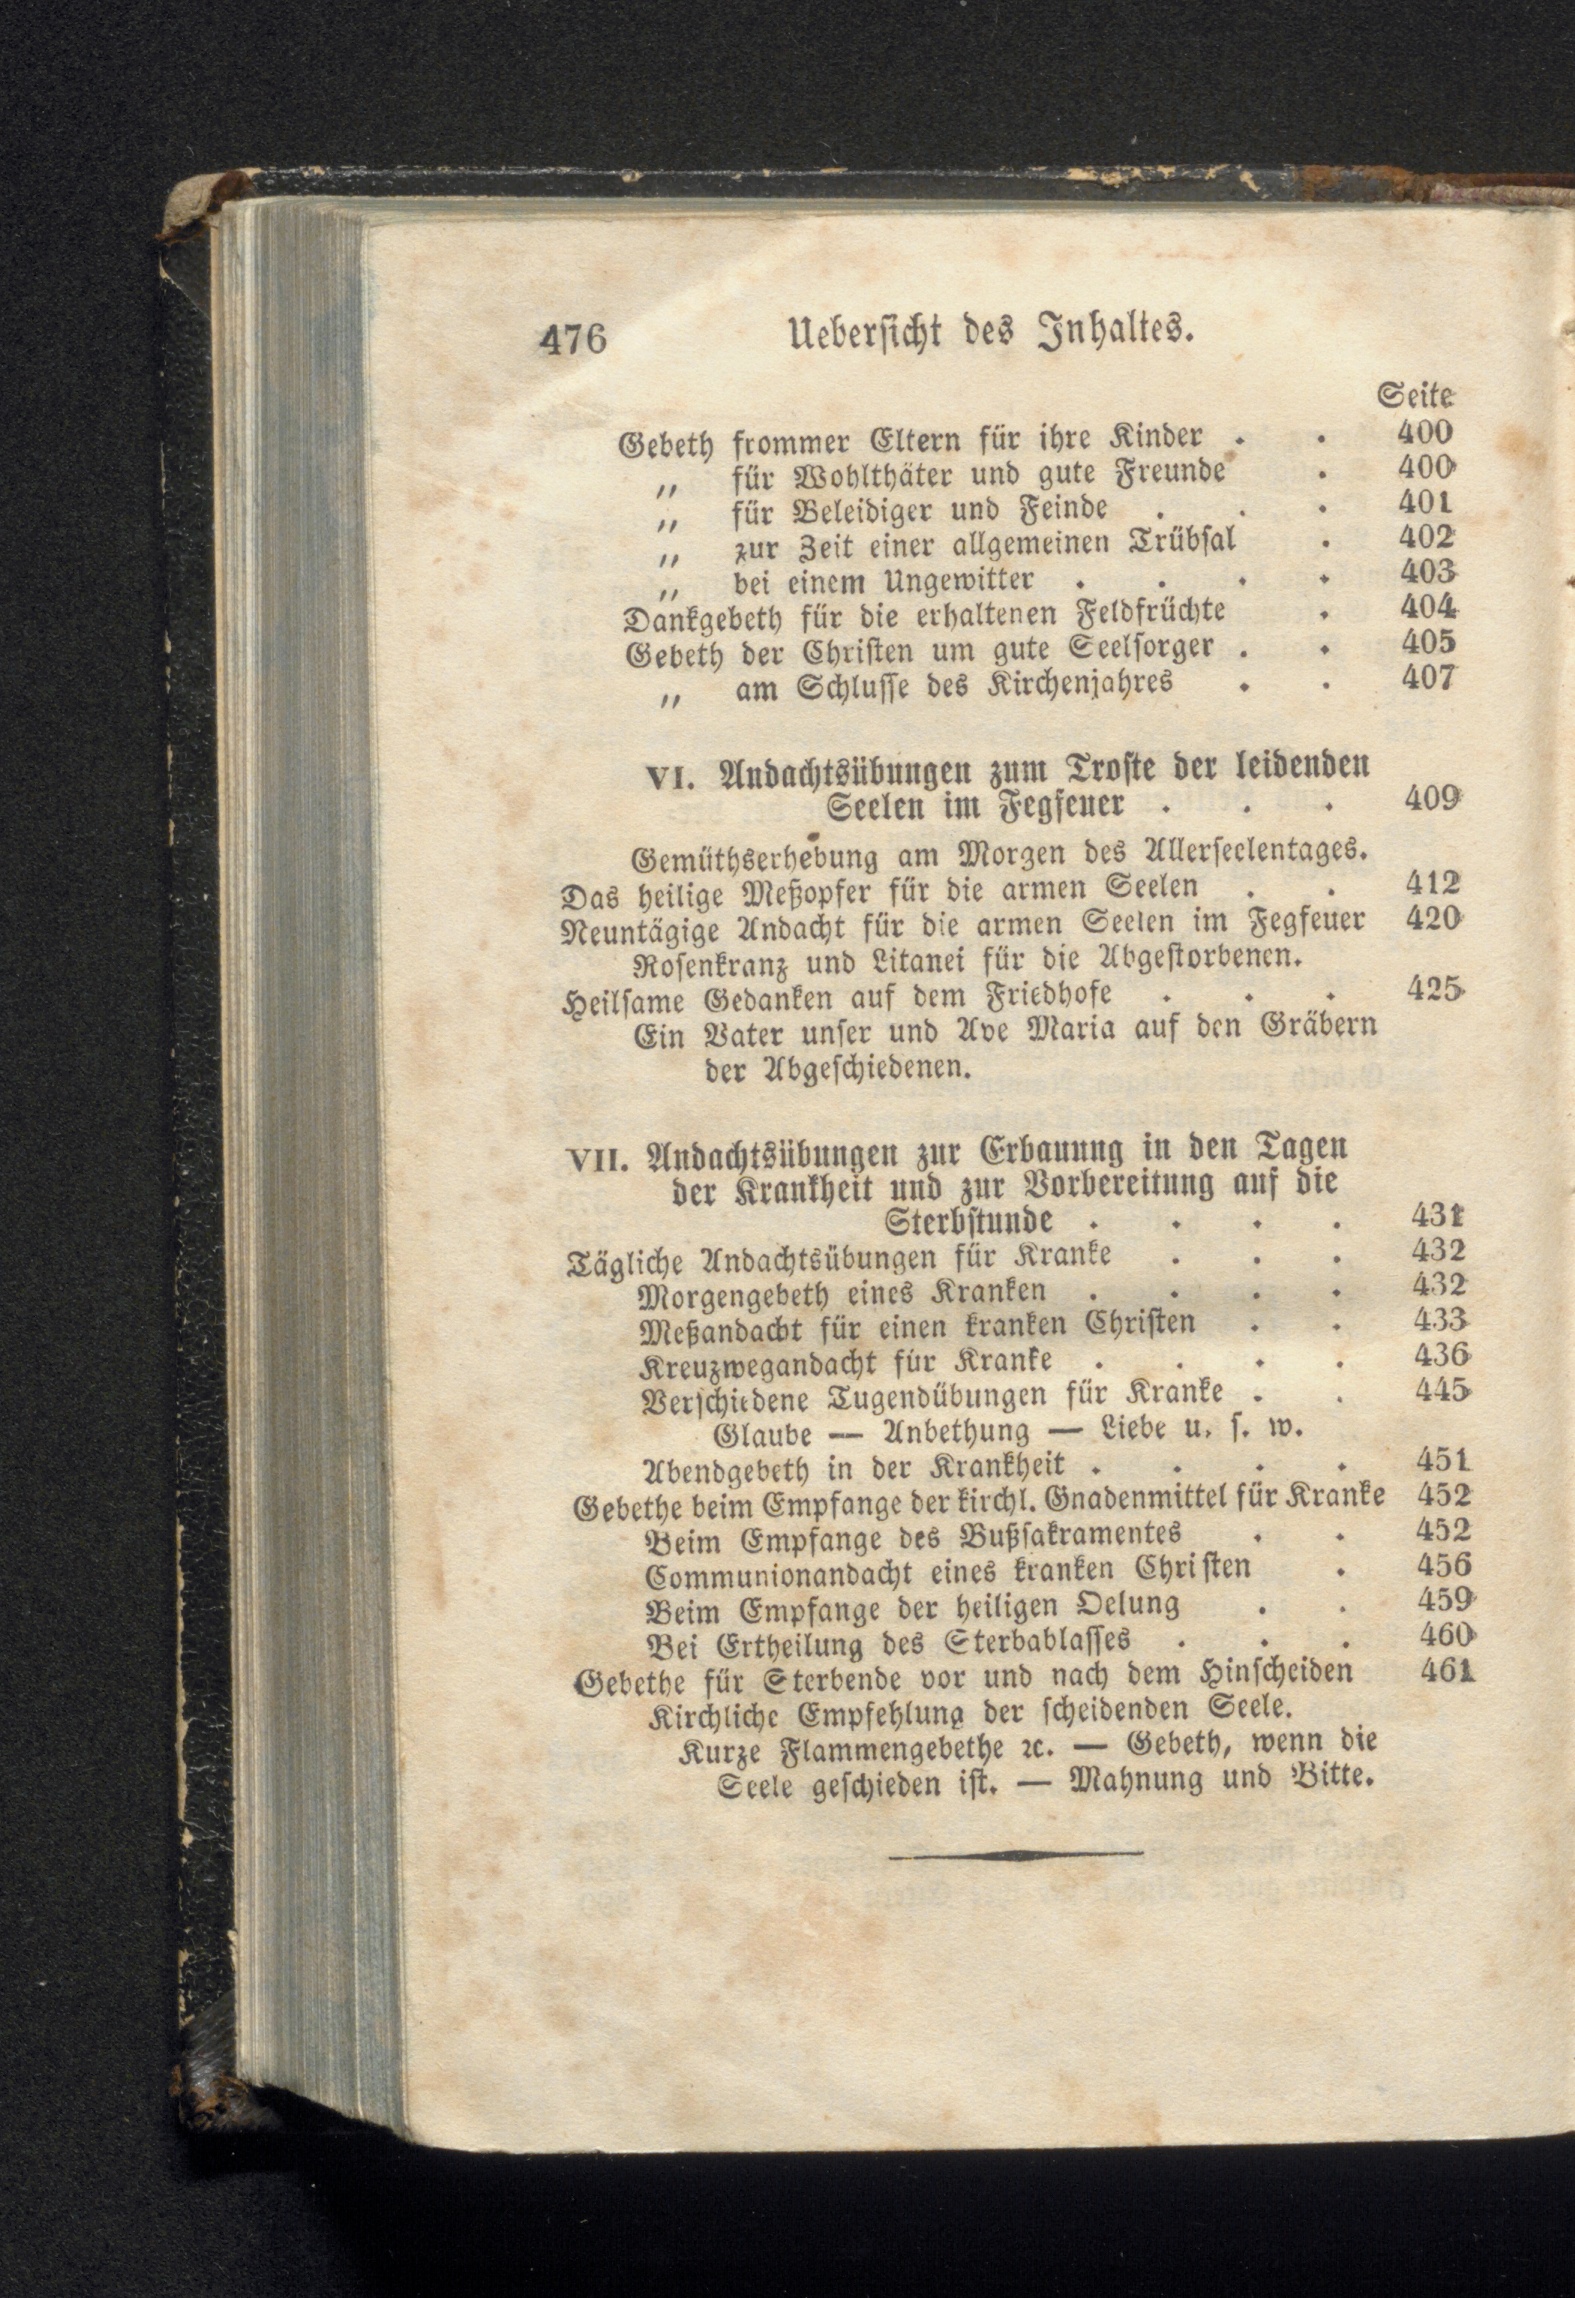 476 Uebersicht des Inhaltes.
Seite
Gebeth frommer Eltern für ihre Kinder . . 400
„ für Wohlthäter und gute Freunde . 400
„ für Beleidiger und Feinde . . . 401
„ zur Zeit einer allgemeinen Trübsal . 402
„ bei einem Ungewitter . . . . 403
Dankgebeth für die erhaltenen Feldfrüchte . 404
Gebeth der Christen um gute Seelsorger . . 405
„ am Schlusse des Kirchenjahres . . 407
VI. Andachtsübungen zum Troste der leidenden
Seelen im Fegfeuer . . . 409
Gemüthserhebung am Morgen des Allerseelentages.
Das heilige Meßopfer für die armen Seelen . . 412
Neuntägige Andacht für die armen Seelen im Fegfeuer 420
Rosenkranz und Litanei für die Abgestorbenen.
Heilsame Gedanken auf dem Friedhofe . . . 425
Ein Vater unser und Ave Maria auf den Gräbern
der Abgeschiedenen.
VII. Andachtsübungen zur Erbauung in den Tagen
der Krankheit und zur Vorbereitung auf die
Sterbstunde . . . . 431
Tägliche Andachtsübungen für Kranke . . . 432
Morgengebeth eines Kranken . . . . 432
Meßandacht für einen kranken Christen . . 433
Kreuzwegandacht für Kranke . . . . 436
Verschiedene Tugendübungen für Kranke . . 445
Glaube — Anbethung — Liebe u. s. w.
Abendgebeth in der Krankheit . . . . 451
Gebethe beim Empfange der kirchl. Gnadenmittel für Kranke 452
Beim Empfange des Bußsakramentes . . 452
Communionandacht eines kranken Christen . 456
Beim Empfange der heiligen Oelung . . 459
Bei Ertheilung des Sterbablasses . . . 460
Gebethe für Sterbende vor und nach dem Hinscheiden 461
Kirchliche Empfehlung der scheidenden Seele.
Kurze Flammengebethe ꝛc. — Gebeth, wenn die
Seele geschieden ist. — Mahnung und Bitte.